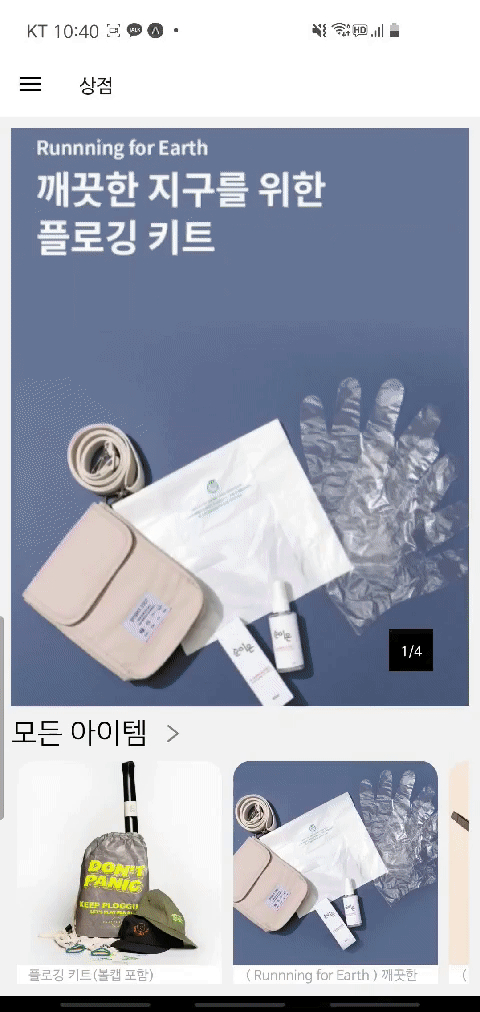 KT 10:40
상점
Runnning for Earth
깨끗한 지구를 위한
플로깅 키트
1/4
모든 아이템 >
DON'T
PANIC
KEEP PLOGGI
플로깅 키트(볼캡 포함)
( Runnning for Earth ) 깨끗한
(